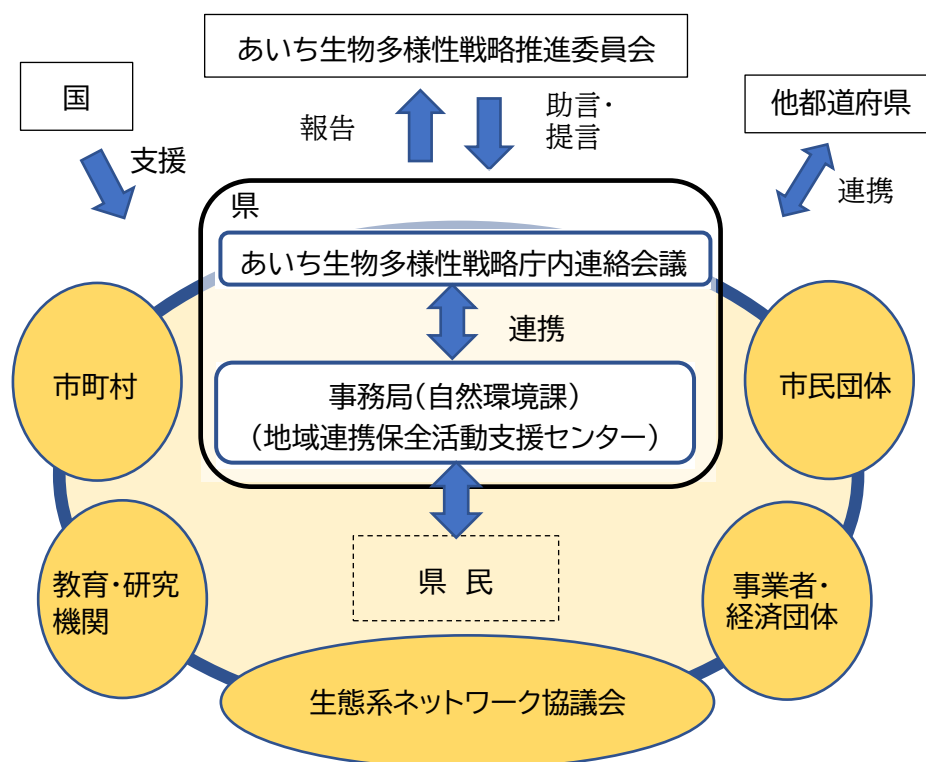 あいち生物多様性戦略推進委員会
国
他都道府県
報告
助言・
提言
支援
連携
県
あいち生物多様性戦略庁内連絡会議
連携
市町村
市民団体
事務局(自然環境課)
(地域連携保全活動支援センター)
県 民
教育・研究
機関
事業者・
経済団体
生態系ネットワーク協議会